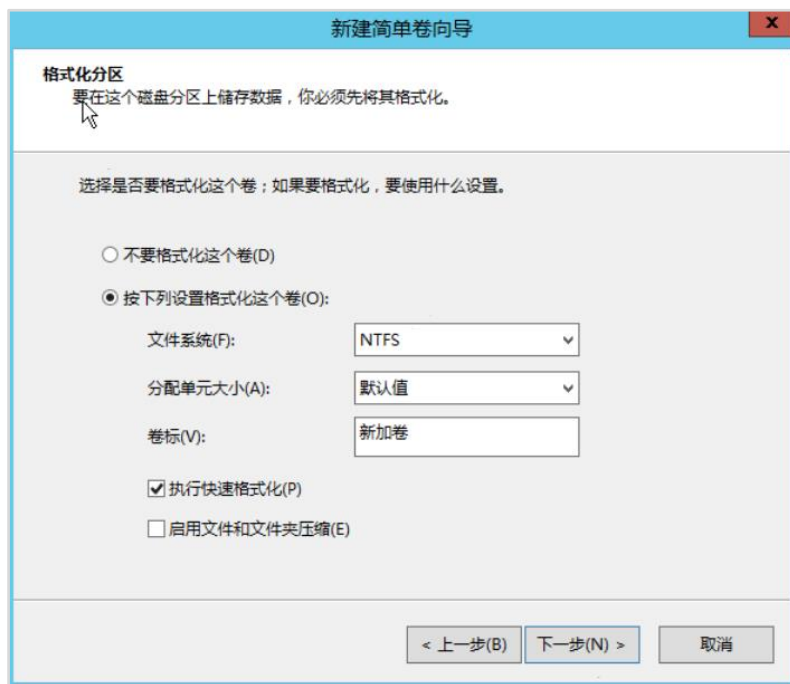 新建简单卷向导
x
格式化分区
要在这个磁盘分区上储存数据，你必须先将其格式化。
选择是否要格式化这个卷；如果要格式化，要使用什么设置。
不要格式化这个卷(D)
按下列设置格式化这个卷(O):
文件系统(F): NTFS
分配单元大小(A): 默认值
卷标(V): 新加卷
执行快速格式化(P)
启用文件和文件夹压缩(E)
< 上一步(B) 下一步(N) > 取消